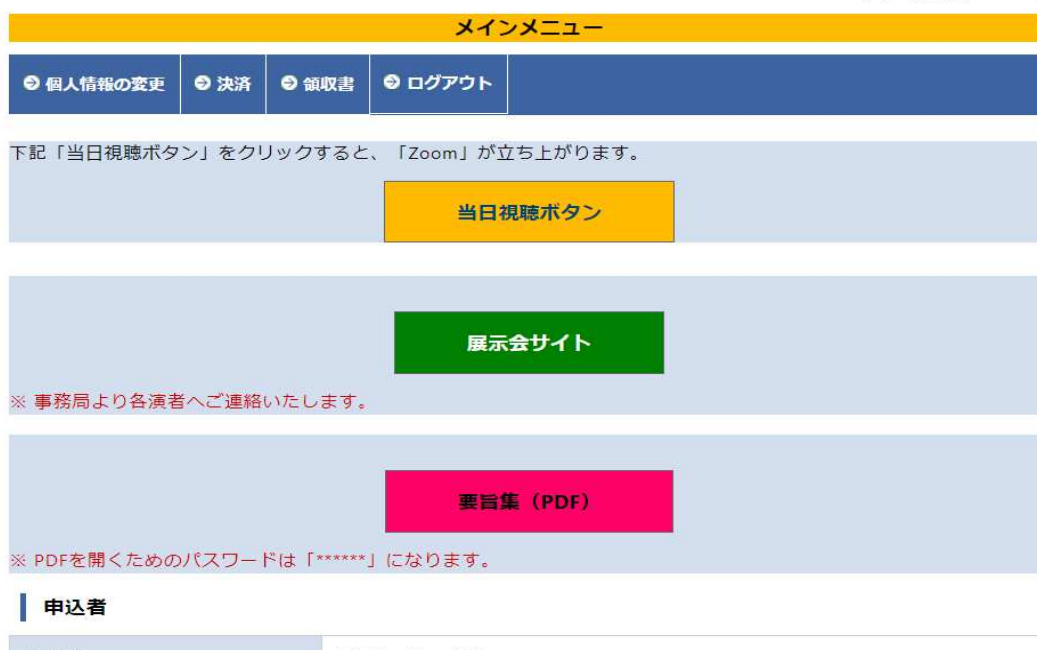 メインメニュー
個人情報の変更 決済 領収書 ログアウト
下記「当日視聴ボタン」をクリックすると、「Zoom」が立ち上がります。
当日視聴ボタン
展示会サイト
※ 事務局より各演者へご連絡いたします。
要旨集（PDF）
※ PDFを開くためのパスワードは「******」になります。
申込者